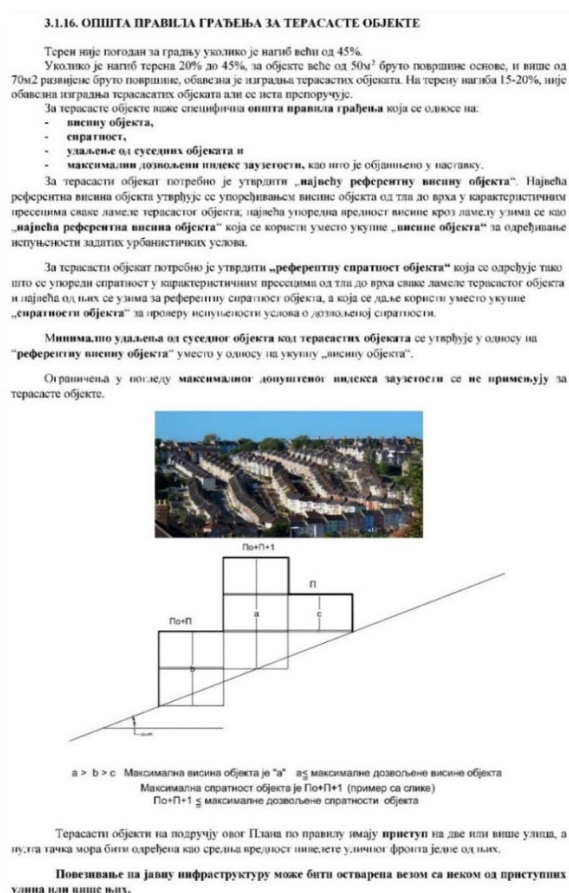 3.1.16. ОПШТА ПРАВИЛА ГРАЂЕЊА ЗА ТЕРАСАСТЕ ОБЈЕКТЕ
Терен није погодан за градњу уколико је нагиб већи од 45%.
Уколико је нагиб терена 20% до 45%, за објекте веће од 50м² бруто површине основе, и више од
70м2 развијене бруто површине, обавезна је изградња терасастих објеката. На терену нагиба 15-20%, није
обавезна изградња терасасатих објеката али се иста препоручује.
За терасасте објекте важе специфична општа правила грађења која се односе на:
- висину објекта,
- спратност,
- удаљење од суседних објеката и
- максимални дозвољени индекс заузетости, као што је објашњено у наставку.
За терасасти објекат потребно је утврдити „највећу референтну висину објекта“. Највећа
референтна висина објекта утврђује се упоређивањем висине објекта од тла до врха у карактеристичним
пресецима сваке ламеле терасастог објекта; највећа упоредна вредност висине кроз ламелу узима се као
„највећа референтна висина објекта“ која се користи уместо укупне „висине објекта“ за одређивање
испуњености задатих урбанистичких услова.
За терасасти објекат потребно је утврдити „референтну спратност објекта“ која се одређује тако
што се упореди спратност у карактеристичним пресецима од тла до врха сваке ламеле терасастог објекта
и највећа од њих се узима за референтну спратност објекта, а која се даље користи уместо укупне
„спратности објекта“ за проверу испуњености услова о дозвољеној спратности.
Минимално удаљења од суседног објекта код терасастих објеката се утврђује у односу на
“референтну висину објекта“ уместо у односу на укупну „висину објекта“.
Ограничења у погледу максималног допуштеног индекса заузетости се не примењују за
терасасте објекте.
По+П+1
П
a
c
По+П
b
a > b > c Максимална висина објекта је "a" a≤ максималне дозвољене висине објекта
Максимална спратност објекта је По+П+1 (пример са слике)
По+П+1 ≤ максималне дозвољене спратности објекта
Терасасти објекти на подручју овог Плана по правилу имају приступ на две или више улица, а
нулта тачка мора бити одређена као средња вредност нивелете уличног фронта једне од њих.
Повезивање на јавну инфраструктуру може бити остварена везом са неком од приступних
улица или више њих.